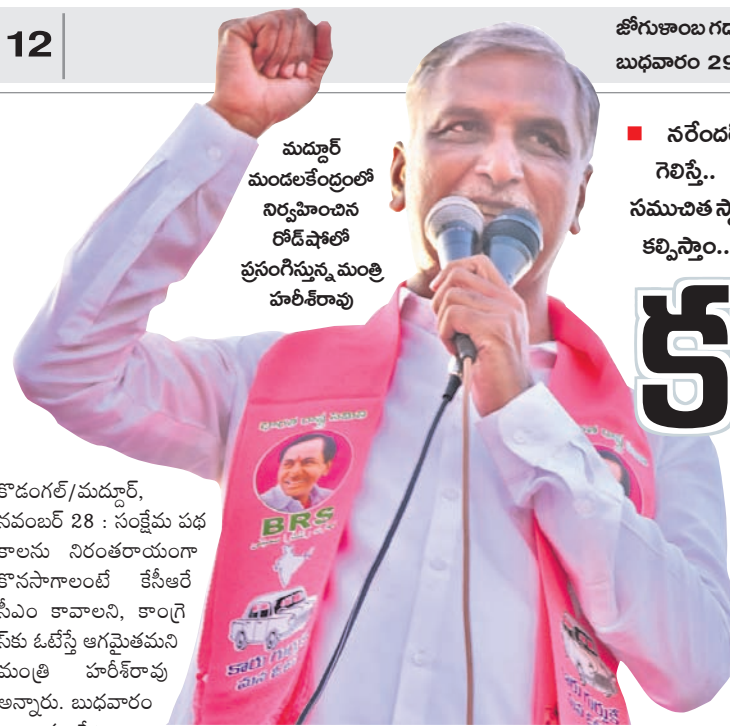 12
జోగుళాంబ
బుధవారం 29
మద్దూర్
మండలకేంద్రంలో
నిర్వహించిన
రోడ్‌షోలో
ప్రసంగిస్తున్న మంత్రి
హరీశ్‌రావు
గెలిస్తే..
సముచిత
కల్పిస్తాం..
క
కొడంగల్/మద్దూర్,
నవంబర్ 28 : సంక్షేమ పథ
కాలను నిరంతరాయంగా
కొనసాగాలంటే కేసీఆరే
సీఎం కావాలని, కాంగ్రె
స్‌కు ఓటేస్తే ఆగమైతమని
మంత్రి హరీశ్‌రావు
అన్నారు. బుధవారం
BRS